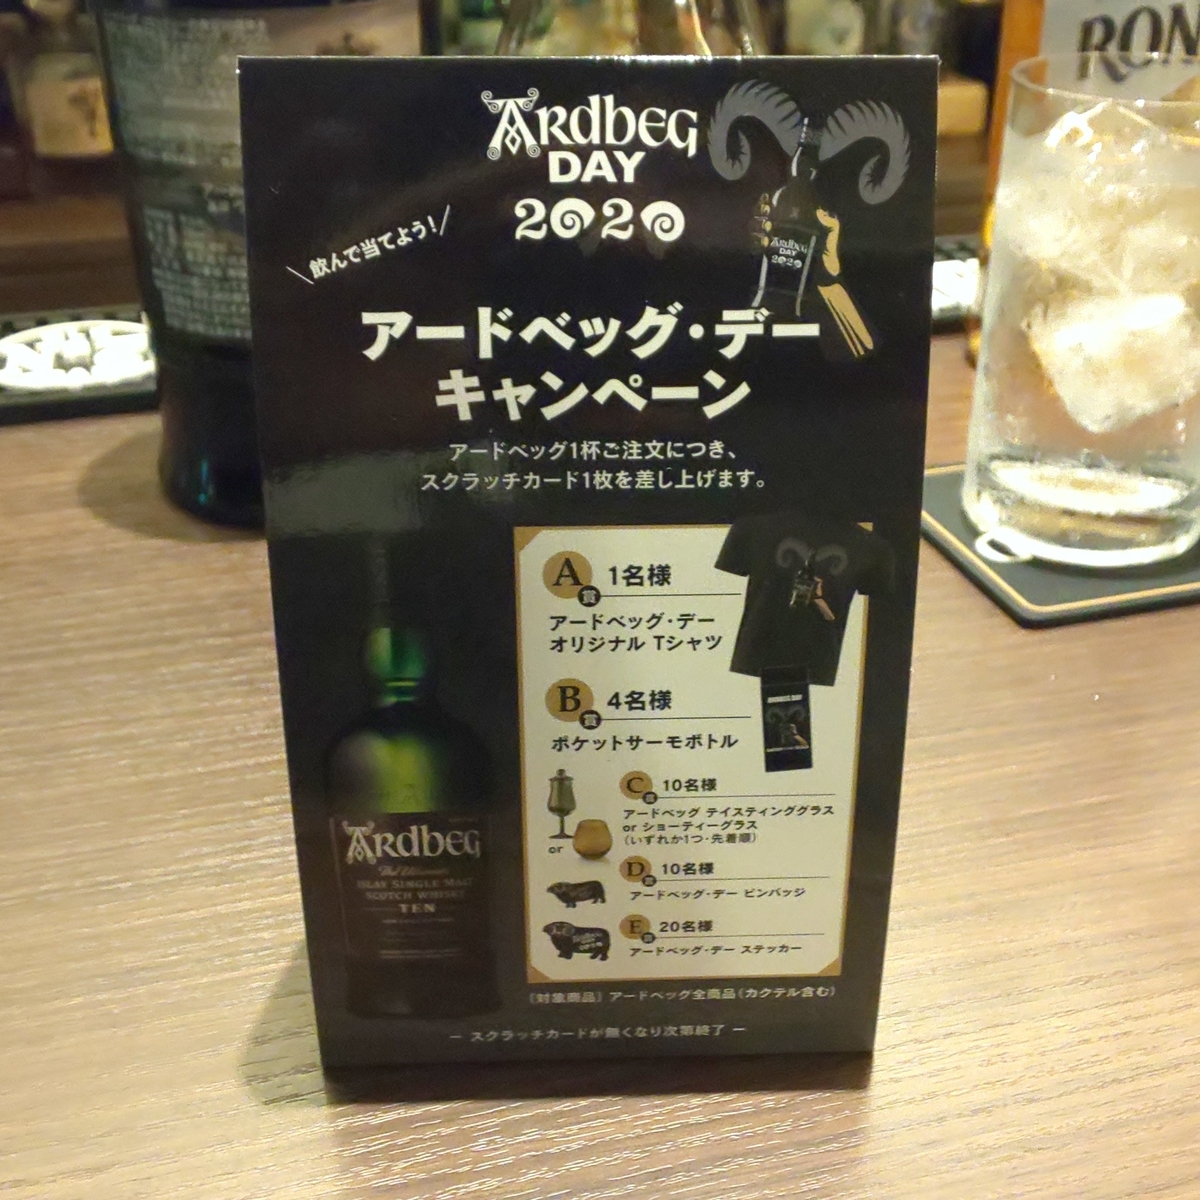 RON
ARdbEG
DAY
2020
飲んで当てよう!
ARdbEG
DAY
2020
アードベッグ・デー
キャンペーン
アードベッグ1杯ご注文につき、
スクラッチカード1枚を差し上げます。
A賞 1名様
アードベッグ・デー
オリジナル Tシャツ
B賞 4名様
ポケットサーモボトル
C賞 10名様
アードベッグ テイスティンググラス
or ショーティーグラス
(いずれか1つ・先着順)
or
D賞 10名様
アードベッグ・デー ピンバッジ
E賞 20名様
アードベッグ・デー ステッカー
ARdbEG
The Ultimate
ISLAY SINGLE MALT
SCOTCH WHISKY
TEN
[対象商品] アードベッグ全商品(カクテル含む)
― スクラッチカードが無くなり次第終了 ―